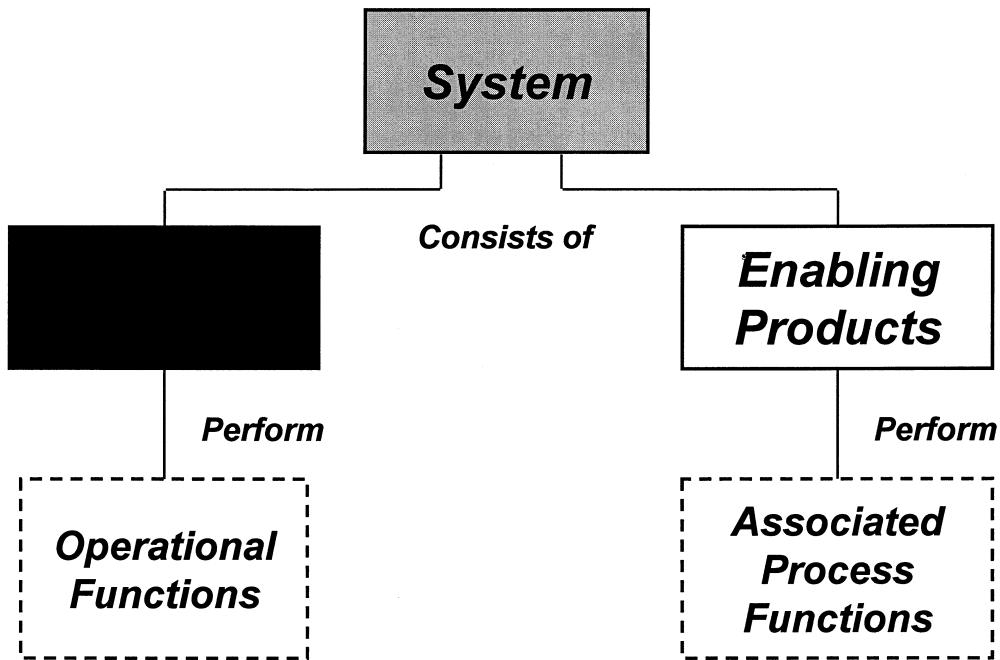 System
Consists of
Enabling
Products
Perform
Perform
Operational
Functions
Associated
Process
Functions